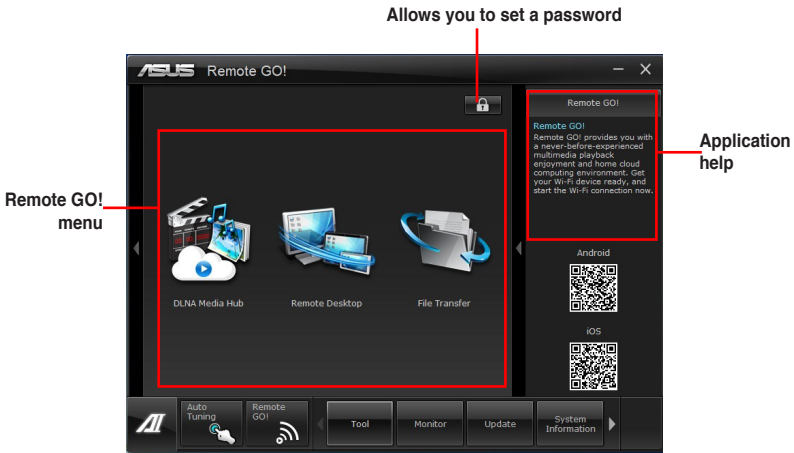 Allows you to set a password
ASUS Remote GO!
Remote GO!
Remote GO!
Remote GO! provides you with
a never-before-experienced
multimedia playback
enjoyment and home cloud
computing environment. Get
your Wi-Fi device ready, and
start the Wi-Fi connection now.
Application
help
Remote GO!
menu
DLNA Media Hub
Remote Desktop
File Transfer
Android
iOS
Auto
Tuning
Remote
GO!
Tool
Monitor
Update
System
Information